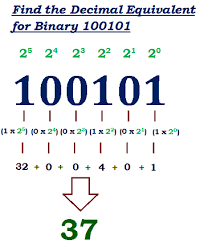 Find the Decimal Equivalent
for Binary 100101
2⁵ 2⁴ 2³ 2² 2¹ 2⁰
100101
(1 x 2⁵) (0 x 2⁴) (0 x 2³) (1 x 2²) (0 x 2¹) (1 x 2⁰)
32 + 0 + 0 + 4 + 0 + 1
37